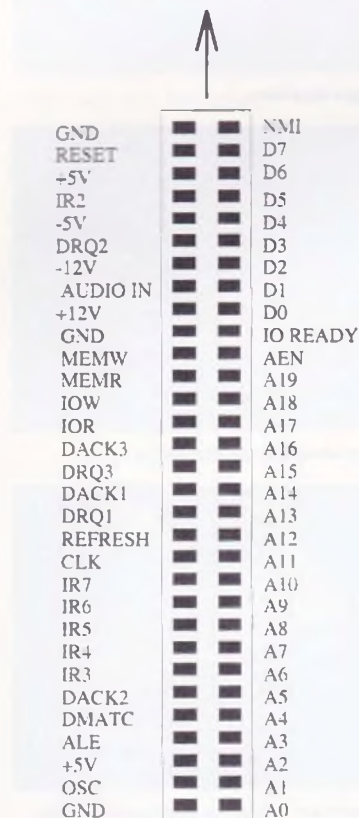 GND NMI
RESET D7
+5V D6
IR2 D5
-5V D4
DRQ2 D3
-12V D2
AUDIO IN D1
+12V D0
GND IO READY
MEMW AEN
MEMR A19
IOW A18
IOR A17
DACK3 A16
DRQ3 A15
DACK1 A14
DRQ1 A13
REFRESH A12
CLK A11
IR7 A10
IR6 A9
IR5 A8
IR4 A7
IR3 A6
DACK2 A5
DMATC A4
ALE A3
+5V A2
OSC A1
GND A0